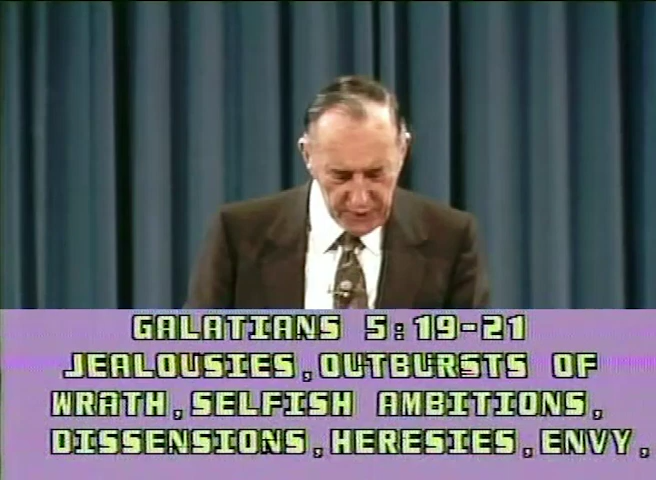 GALATIANS 5:19-21
JEALOUSIES,OUTBURSTS OF
WRATH,SELFISH AMBITIONS,
DISSENSIONS,HERESIES,ENVY,